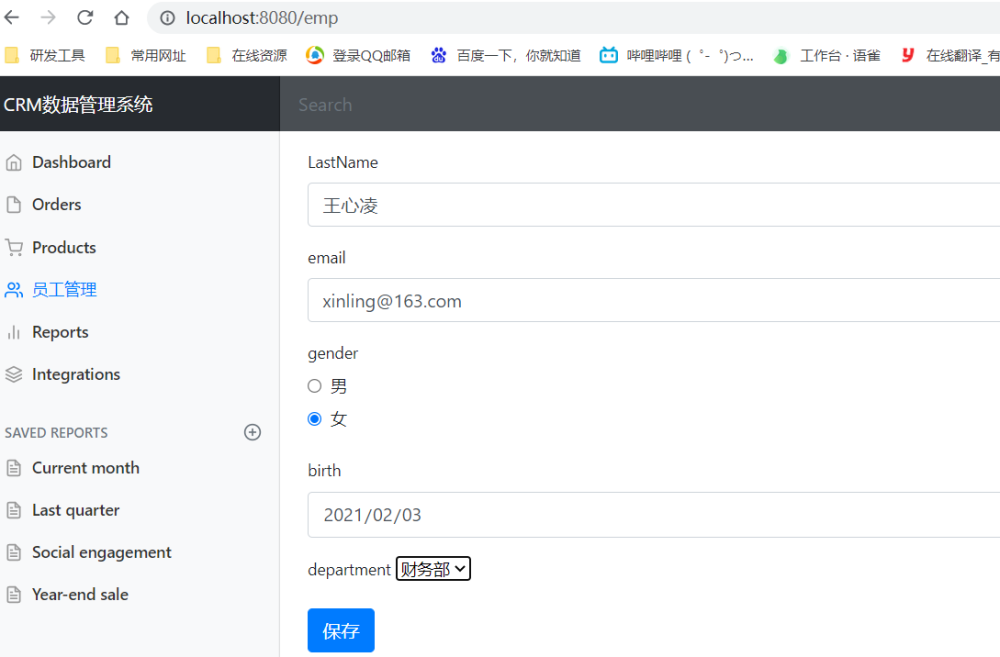 localhost:8080/emp
研发工具 常用网址 在线资源 登录QQ邮箱 百度一下，你就知道 哔哩哔哩 (゜-゜)つ... 工作台 · 语雀 在线翻译_有
CRM数据管理系统 Search
Dashboard
Orders
Products
员工管理
Reports
Integrations
SAVED REPORTS
Current month
Last quarter
Social engagement
Year-end sale
LastName
王心凌
email
xinling@163.com
gender
男
女
birth
2021/02/03
department 财务部
保存